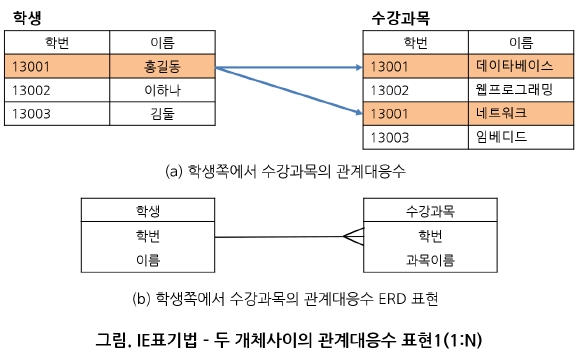 학생
학번 이름
13001 홍길동
13002 이하나
13003 김둘
수강과목
학번 이름
13001 데이타베이스
13002 웹프로그래밍
13001 네트워크
13003 임베디드
(a) 학생쪽에서 수강과목의 관계대응수
학생
학번
이름
수강과목
학번
과목이름
(b) 학생쪽에서 수강과목의 관계대응수 ERD 표현
그림. IE표기법 - 두 개체사이의 관계대응수 표현1(1:N)